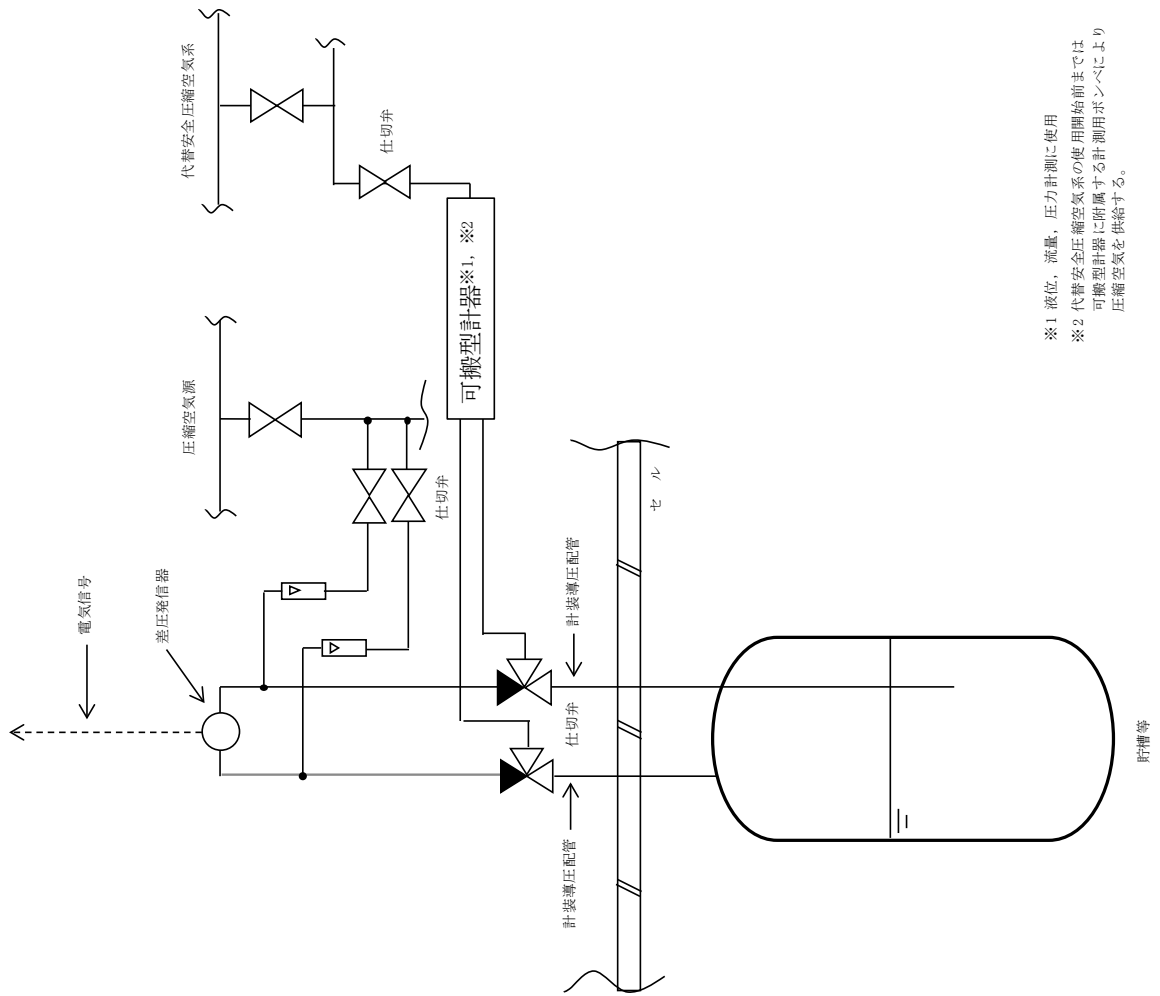 電気信号
差圧発信器
圧縮空気源
代替安全圧縮空気系
仕切弁
仕切弁
可搬型計器※1，※2
計装導圧配管
計装導圧配管
仕切弁
セ ル
貯槽等
※1 液位，流量，圧力計測に使用
※2 代替安全圧縮空気系の使用開始前までは
可搬型計器に附属する計測用ボンベにより
圧縮空気を供給する。